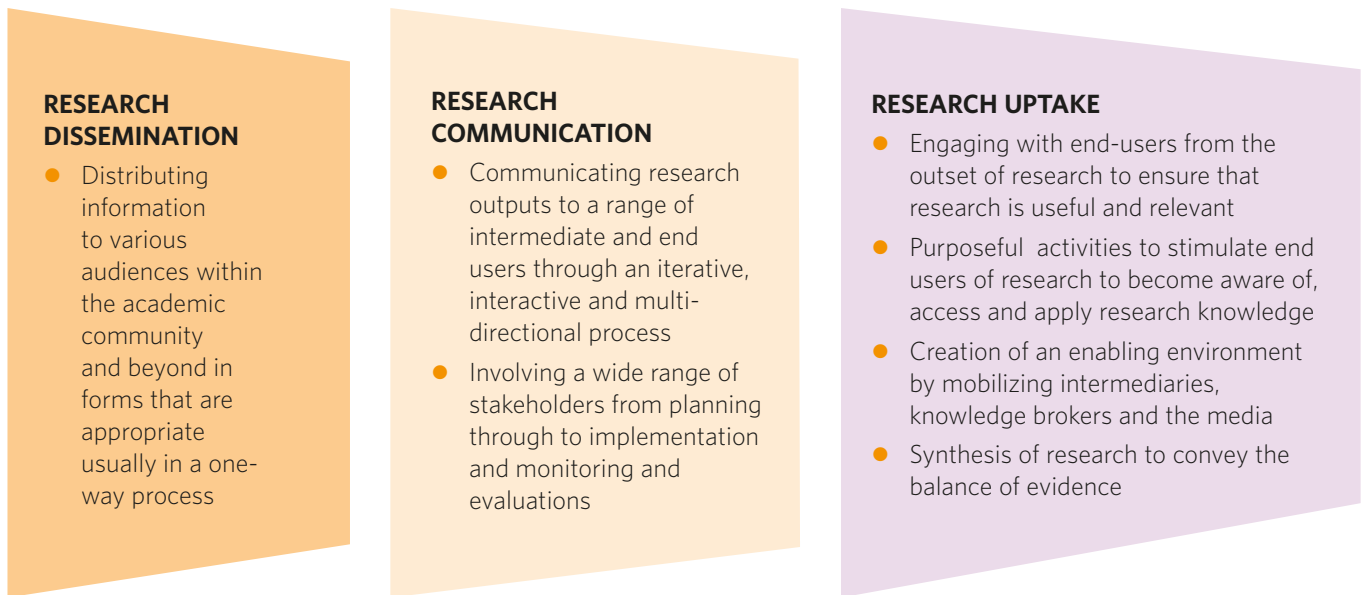 RESEARCH
DISSEMINATION
● Distributing
information
to various
audiences within
the academic
community
and beyond in
forms that are
appropriate
usually in a one-
way process
RESEARCH
COMMUNICATION
● Communicating research
outputs to a range of
intermediate and end
users through an iterative,
interactive and multi-
directional process
● Involving a wide range of
stakeholders from planning
through to implementation
and monitoring and
evaluations
RESEARCH UPTAKE
● Engaging with end-users from the
outset of research to ensure that
research is useful and relevant
● Purposeful activities to stimulate end
users of research to become aware of,
access and apply research knowledge
● Creation of an enabling environment
by mobilizing intermediaries,
knowledge brokers and the media
● Synthesis of research to convey the
balance of evidence